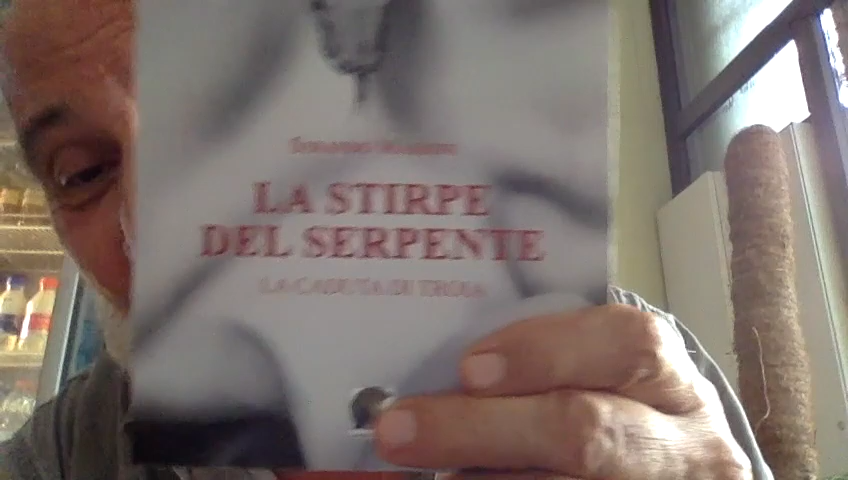 LA STIRPE
DEL SERPENTE
LA CADUTA DI TROIA